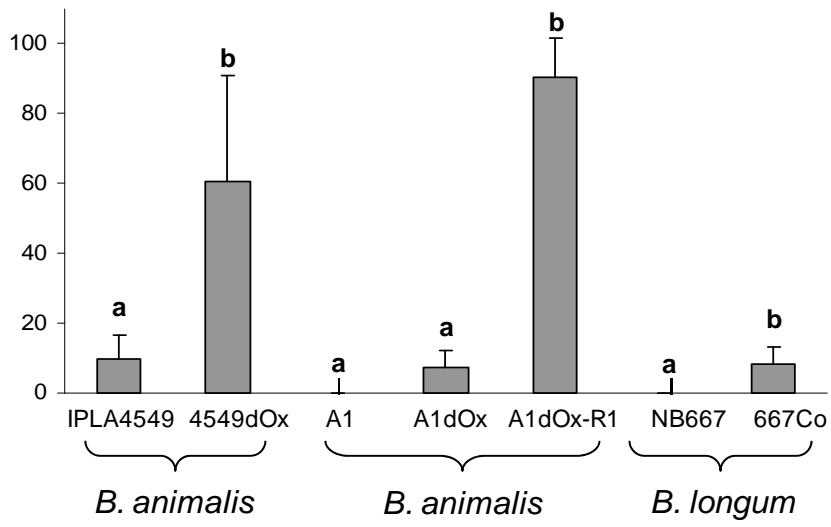 100
80
60
40
20
0
b
b
a
a
a
a
b
IPLA4549 4549dOx A1 A1dOx A1dOx-R1 NB667 667Co
B. animalis B. animalis B. longum